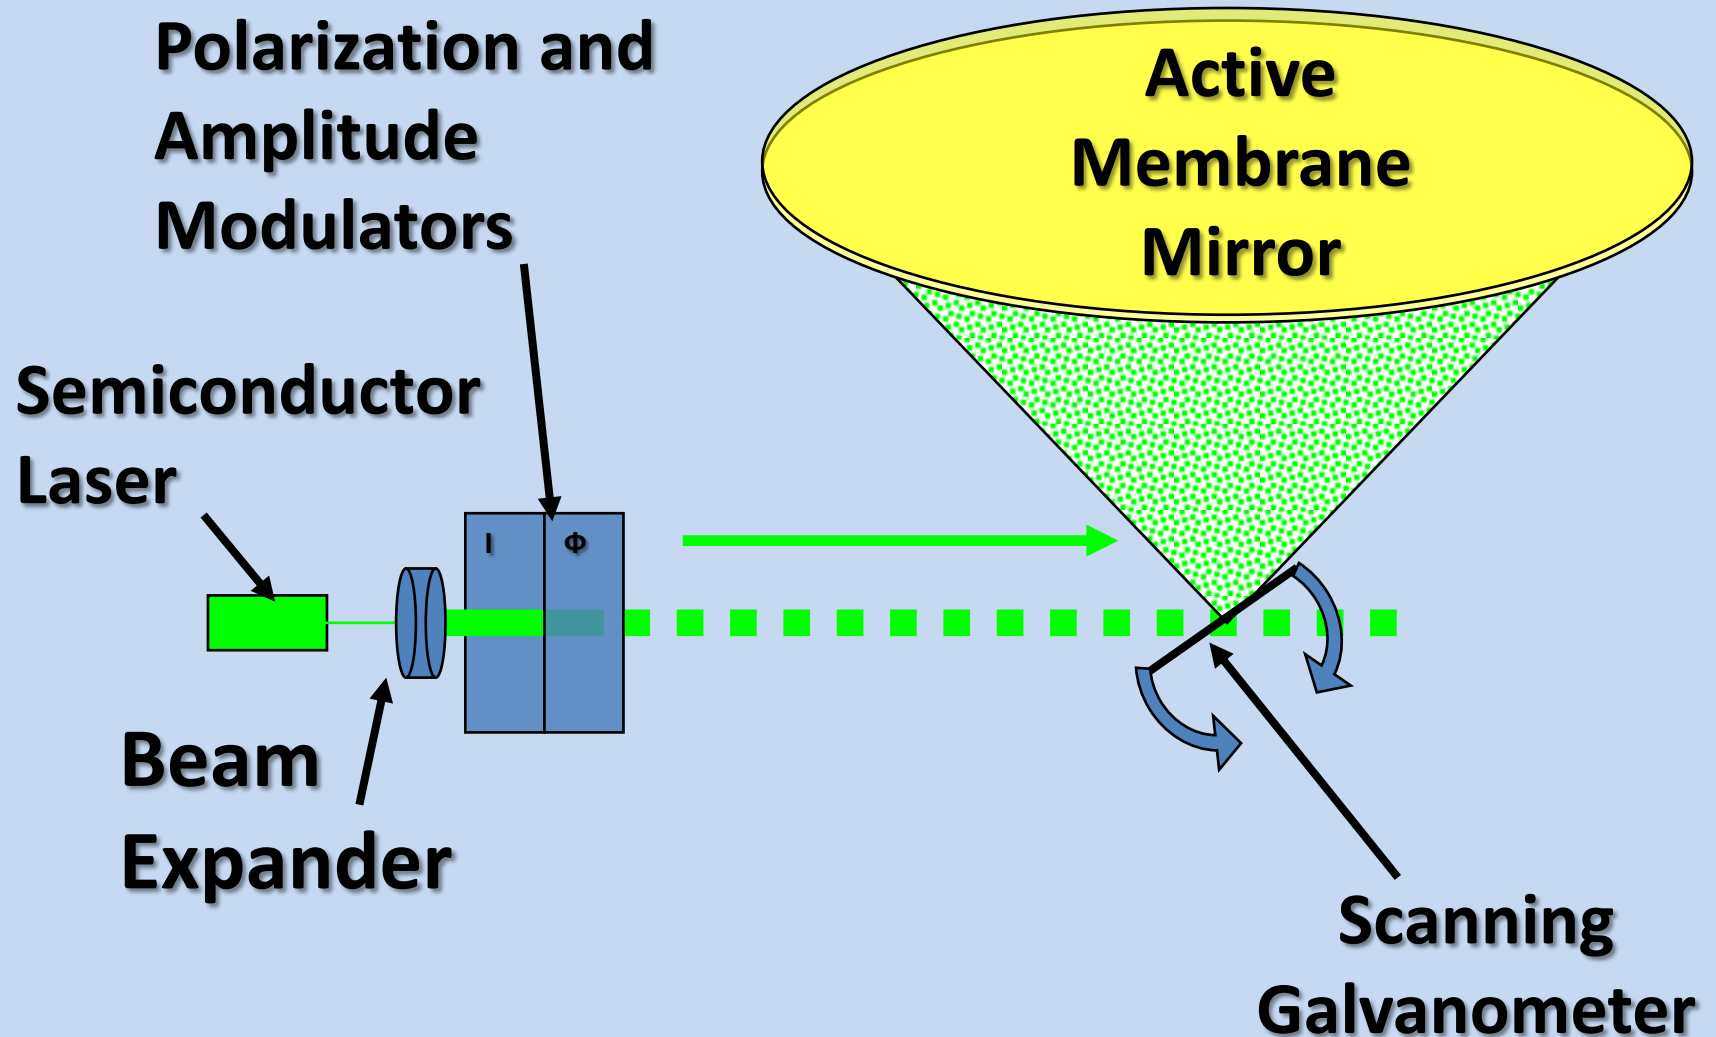 Polarization and
Amplitude
Modulators
Active
Membrane
Mirror
Semiconductor
Laser
I
Φ
Beam
Expander
Scanning
Galvanometer